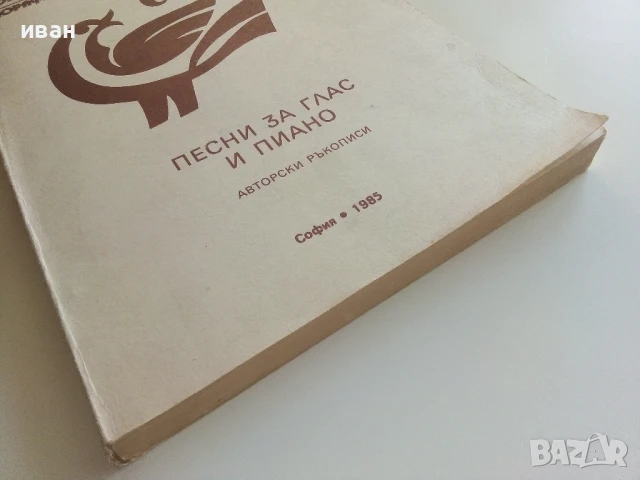 иван
ПЕСНИ ЗА ГЛАС
И ПИАНО
АВТОРСКИ РЪКОПИСИ
София • 1985
BAZAR